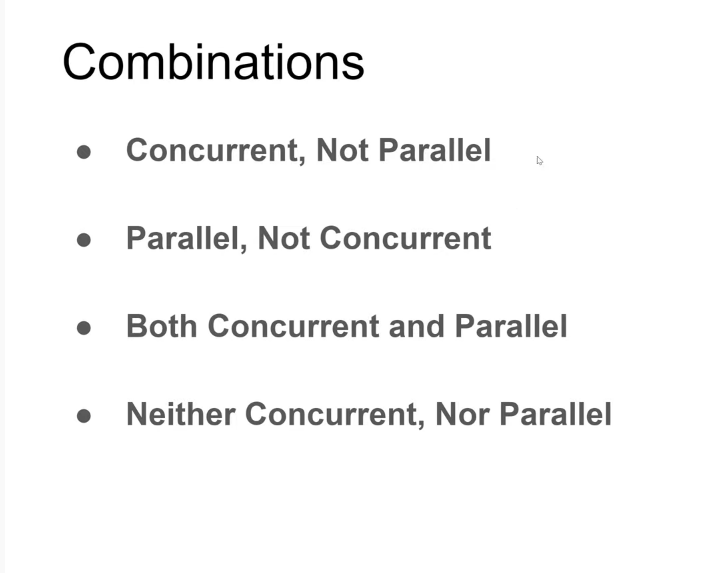 Combinations
● Concurrent, Not Parallel
● Parallel, Not Concurrent
● Both Concurrent and Parallel
● Neither Concurrent, Nor Parallel